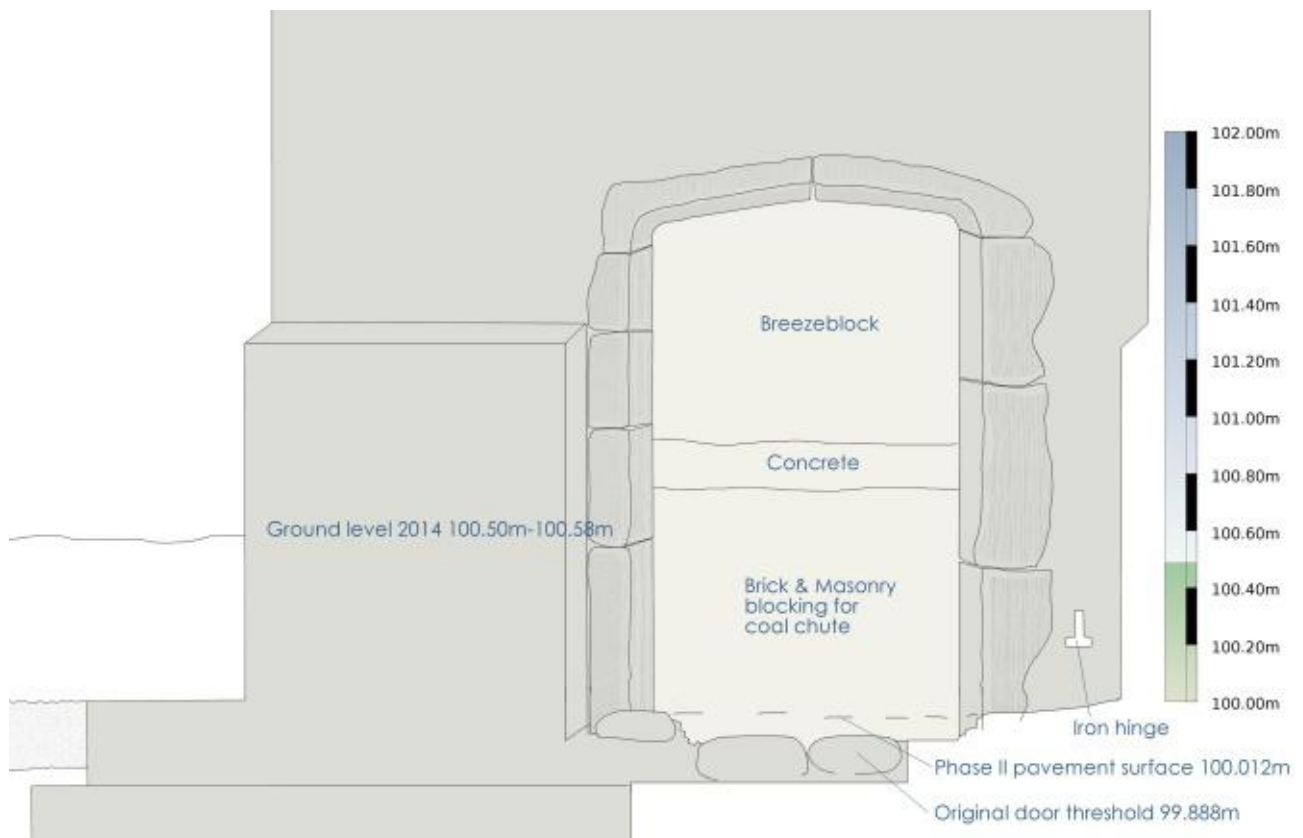 102.00m
101.80m
101.60m
101.40m
101.20m
101.00m
100.80m
100.60m
100.40m
100.20m
100.00m
Breezeblock
Concrete
Ground level 2014 100.50m-100.58m
Brick & Masonry
blocking for
coal chute
Iron hinge
Phase II pavement surface 100.012m
Original door threshold 99.888m